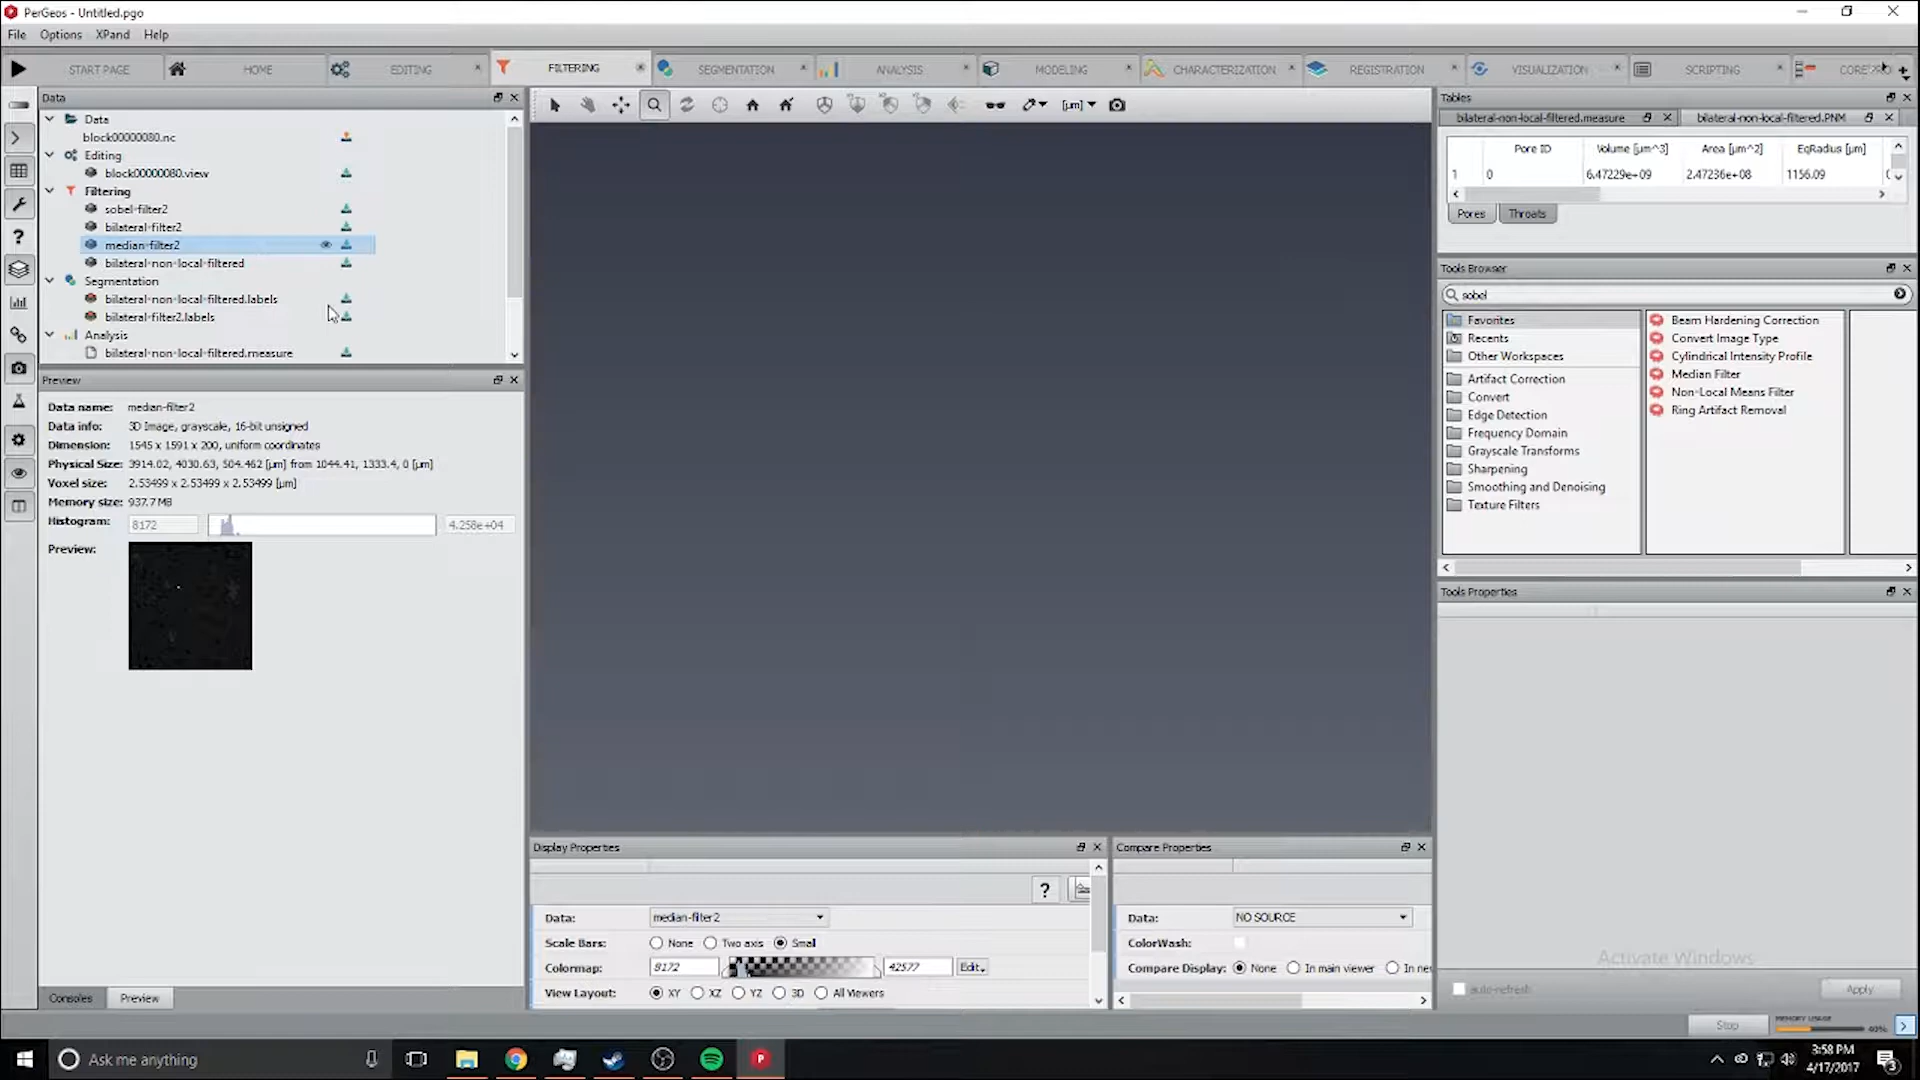 PerGeos - Untitled.pgo
File Options XPand Help
START PAGE HOME EDITING FILTERING SEGMENTATION ANALYSIS MODELING CHARACTERIZATION REGISTRATION VISUALIZATION SCRIPTING
Data
Data
block00000080.nc
Editing
block00000080.view
Filtering
sobel-filter2
bilateral-filter2
median-filter2
bilateral-non-local-filtered
Segmentation
bilateral-non-local-filtered.labels
bilateral-filter2.labels
Analysis
bilateral-non-local-filtered.measure
Preview
Data name: median-filter2
Data info: 3D Image, grayscale, 16-bit unsigned
Dimension: 1545 x 1591 x 200, uniform coordinates
Physical Size: 3914.02, 4030.63, 504.462 [µm] from 1044.41, 1333.4, 0 [µm]
Voxel size: 2.53499 x 2.53499 x 2.53499 [µm]
Memory size: 937.7 MB
Histogram: 8172 4.258e+04
Preview:
Consoles Preview
[µm]
Display Properties
?
Data: median-filter2
Scale Bars: None Two axis Small
Colormap: 8172 42577 Edit
View Layout: XY XZ YZ 3D All Viewers
Compare Properties
Data: NO SOURCE
ColorWash:
Compare Display: None In main viewer In ne
Tables
bilateral-non-local-filtered.measure bilateral-non-local-filtered.PNM
Pore ID Volume [µm^3] Area [µm^2] EqRadius [µm]
1 0 6.47229e+09 2.47236e+08 1156.09
Pores Throats
Tools Browser
sobel
Favorites
Recents
Other Workspaces
Artifact Correction
Convert
Edge Detection
Frequency Domain
Grayscale Transforms
Sharpening
Smoothing and Denoising
Texture Filters
Beam Hardening Correction
Convert Image Type
Cylindrical Intensity Profile
Median Filter
Non-Local Means Filter
Ring Artifact Removal
Tools Properties
Activate Windows
auto-refresh Apply
Stop MEMORY USAGE 40%
Ask me anything
3:58 PM
4/17/2017